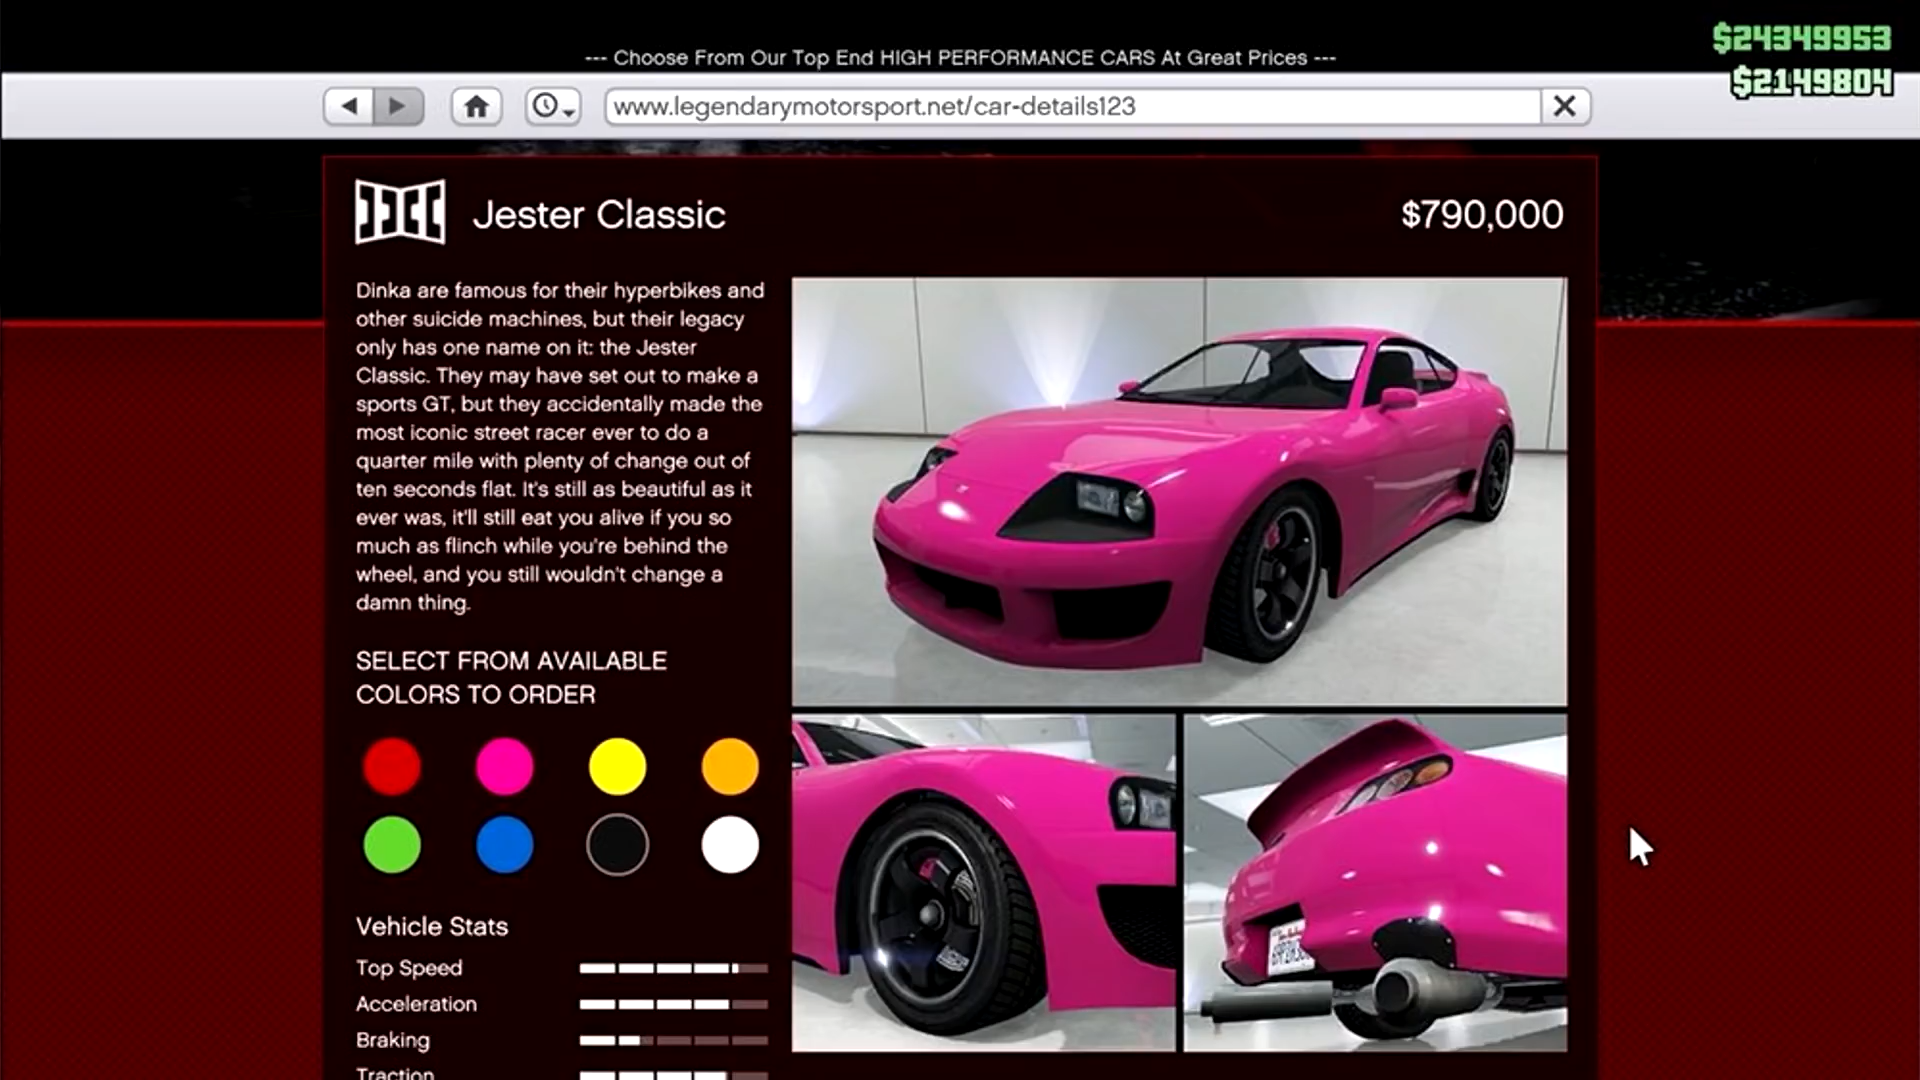 $24349953
--- Choose From Our Top End HIGH PERFORMANCE CARS At Great Prices ---
$2149804
www.legendarymotorsport.net/car-details123
Jester Classic
$790,000
Dinka are famous for their hyperbikes and
other suicide machines, but their legacy
only has one name on it: the Jester
Classic. They may have set out to make a
sports GT, but they accidentally made the
most iconic street racer ever to do a
quarter mile with plenty of change out of
ten seconds flat. It's still as beautiful as it
ever was, it'll still eat you alive if you so
much as flinch while you're behind the
wheel, and you still wouldn't change a
damn thing.
SELECT FROM AVAILABLE
COLORS TO ORDER
Vehicle Stats
Top Speed
Acceleration
Braking
Traction